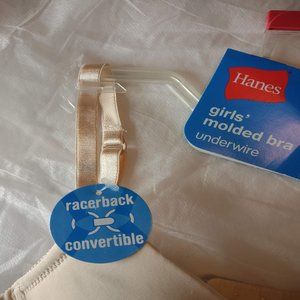 Hanes
girls'
molded bra
underwire
racerback
convertible